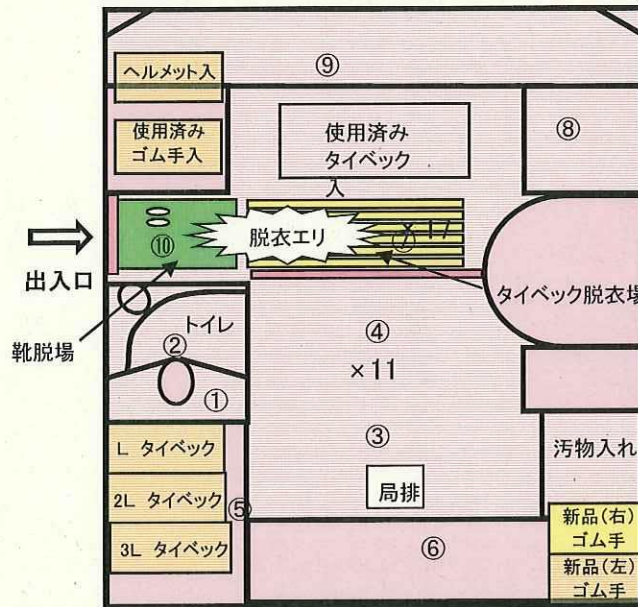 ⑨
ヘルメット入
使用済み
ゴム手入
使用済み
タイベック
入
⑧
出入口
⑩
脱衣エリ
×17
⑦
タイベック脱衣場
靴脱場
トイレ
②
①
④
×11
③
局排
汚物入れ
L タイベック
2L タイベック
3L タイベック
⑤
⑥
新品(右)
ゴム手
新品(左)
ゴム手